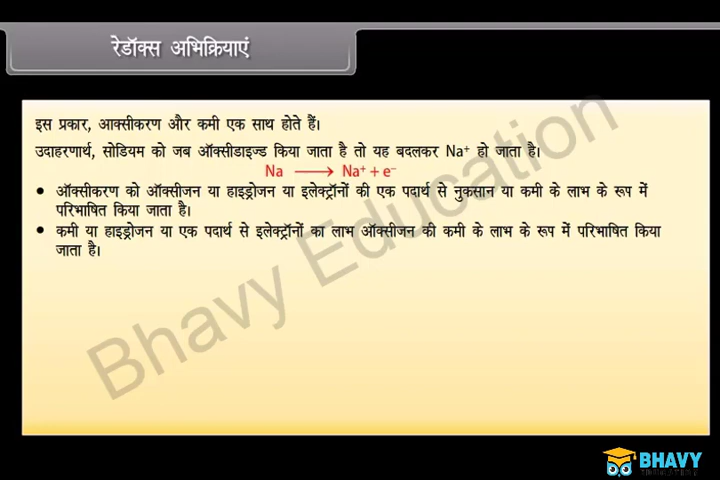 रेडॉक्स अभिक्रियाएं
इस प्रकार, आक्सीकरण और कमी एक साथ होते हैं।
उदाहरणार्थ, सोडियम को जब ऑक्सीडाइज्ड किया जाता है तो यह बदलकर Na⁺ हो जाता है।
Na ⟶ Na⁺ + e⁻
• ऑक्सीकरण को ऑक्सीजन या हाइड्रोजन या इलेक्ट्रॉनों की एक पदार्थ से नुकसान या कमी के लाभ के रूप में
परिभाषित किया जाता है।
• कमी या हाइड्रोजन या एक पदार्थ से इलेक्ट्रॉनों का लाभ ऑक्सीजन की कमी के लाभ के रूप में परिभाषित किया
जाता है।
Bhavy Education
BHAVY
EDUCATION